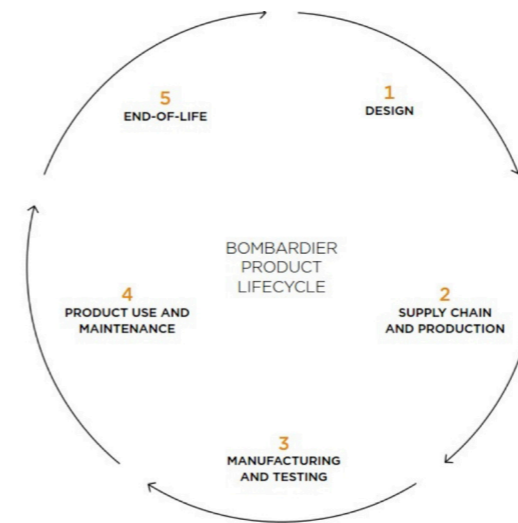 5
END-OF-LIFE
1
DESIGN
BOMBARDIER
PRODUCT
LIFECYCLE
4
PRODUCT USE AND
MAINTENANCE
2
SUPPLY CHAIN
AND PRODUCTION
3
MANUFACTURING
AND TESTING